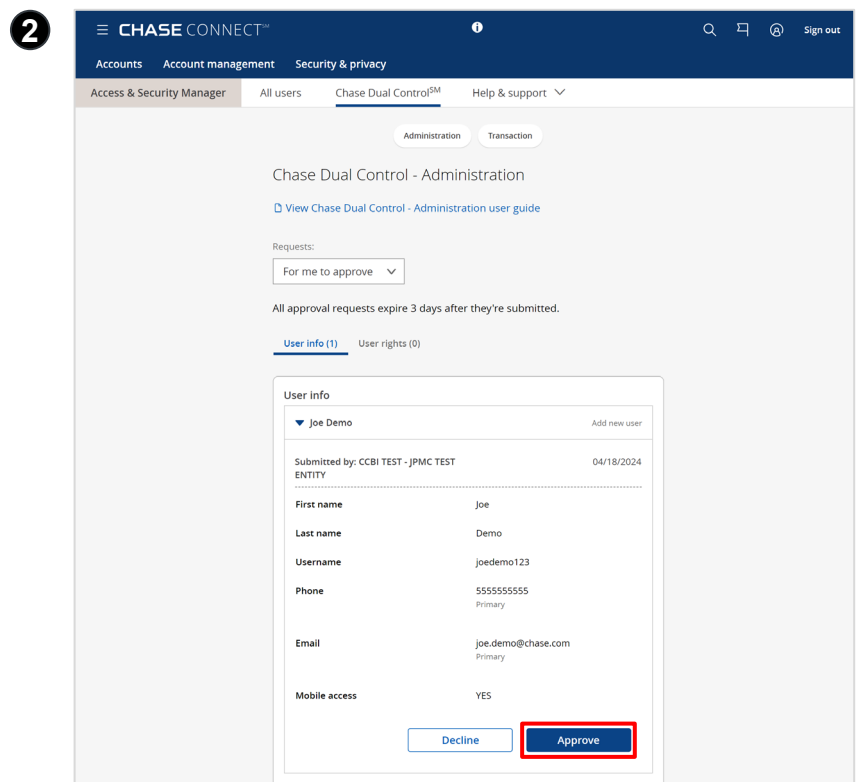 2
CHASE CONNECT℠
Sign out
Accounts Account management Security & privacy
Access & Security Manager All users Chase Dual Control℠ Help & support
Administration Transaction
Chase Dual Control - Administration
View Chase Dual Control - Administration user guide
Requests:
For me to approve
All approval requests expire 3 days after they're submitted.
User info (1) User rights (0)
User info
Joe Demo Add new user
Submitted by: CCBI TEST - JPMC TEST 04/18/2024
ENTITY
First name Joe
Last name Demo
Username joedemo123
Phone 5555555555
Primary
Email joe.demo@chase.com
Primary
Mobile access YES
Decline Approve